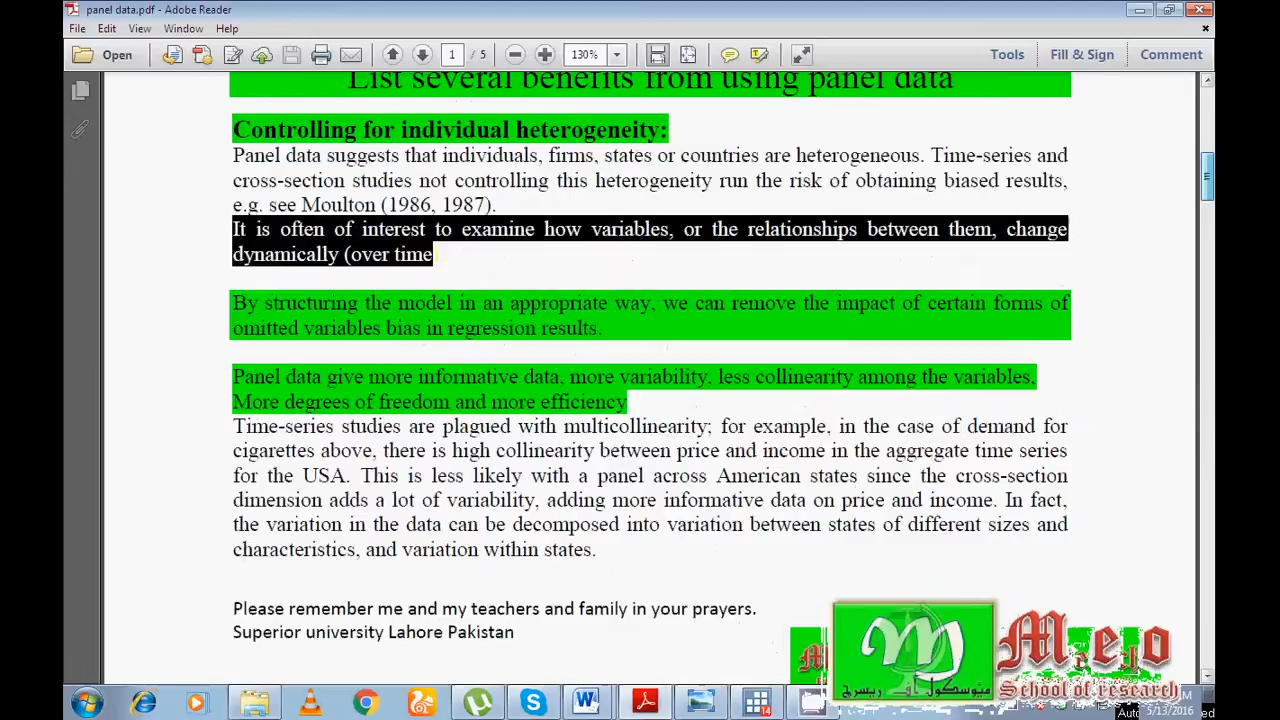 panel data.pdf - Adobe Reader
File Edit View Window Help
Open 1 / 5 130% Tools Fill & Sign Comment
List several benefits from using panel data
Controlling for individual heterogeneity:
Panel data suggests that individuals, firms, states or countries are heterogeneous. Time-series and
cross-section studies not controlling this heterogeneity run the risk of obtaining biased results,
e.g. see Moulton (1986, 1987).
It is often of interest to examine how variables, or the relationships between them, change
dynamically (over time)
By structuring the model in an appropriate way, we can remove the impact of certain forms of
omitted variables bias in regression results.
Panel data give more informative data, more variability. less collinearity among the variables,
More degrees of freedom and more efficiency
Time-series studies are plagued with multicollinearity; for example, in the case of demand for
cigarettes above, there is high collinearity between price and income in the aggregate time series
for the USA. This is less likely with a panel across American states since the cross-section
dimension adds a lot of variability, adding more informative data on price and income. In fact,
the variation in the data can be decomposed into variation between states of different sizes and
characteristics, and variation within states.
Please remember me and my teachers and family in your prayers.
Superior university Lahore Pakistan
M Meo
میوسکول آف ریسرچ School of research
5/13/2016